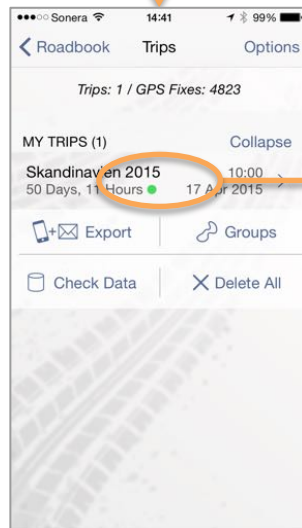 Sonera 14:41 99%
Roadbook Trips Options
Trips: 1 / GPS Fixes: 4823
MY TRIPS (1) Collapse
Skandinavien 2015 10:00
50 Days, 11 Hours 17 Apr 2015
+ Export Groups
Check Data Delete All